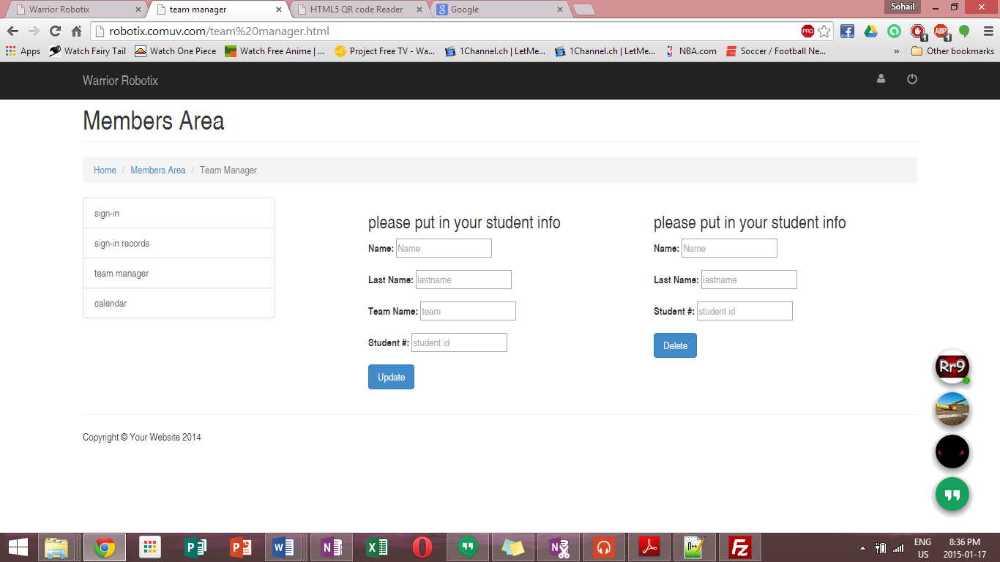 Warrior Robotix
team manager
HTML5 QR code Reader
Google
Sohail
robotix.comuv.com/team%20manager.html
PRO
1
ABP
1
Apps
Watch Fairy Tail
Watch One Piece
Watch Free Anime | ...
Project Free TV - Wa...
1Channel.ch | LetMe...
1Channel.ch | LetMe...
NBA.com
Soccer / Football Ne...
»
Other bookmarks
Warrior Robotix
Members Area
Home / Members Area / Team Manager
sign-in
sign-in records
team manager
calendar
please put in your student info
Name: Name
Last Name: lastname
Team Name: team
Student #: student id
Update
please put in your student info
Name: Name
Last Name: lastname
Student #: student id
Delete
Rr9
Copyright © Your Website 2014
ENG
US
8:36 PM
2015-01-17